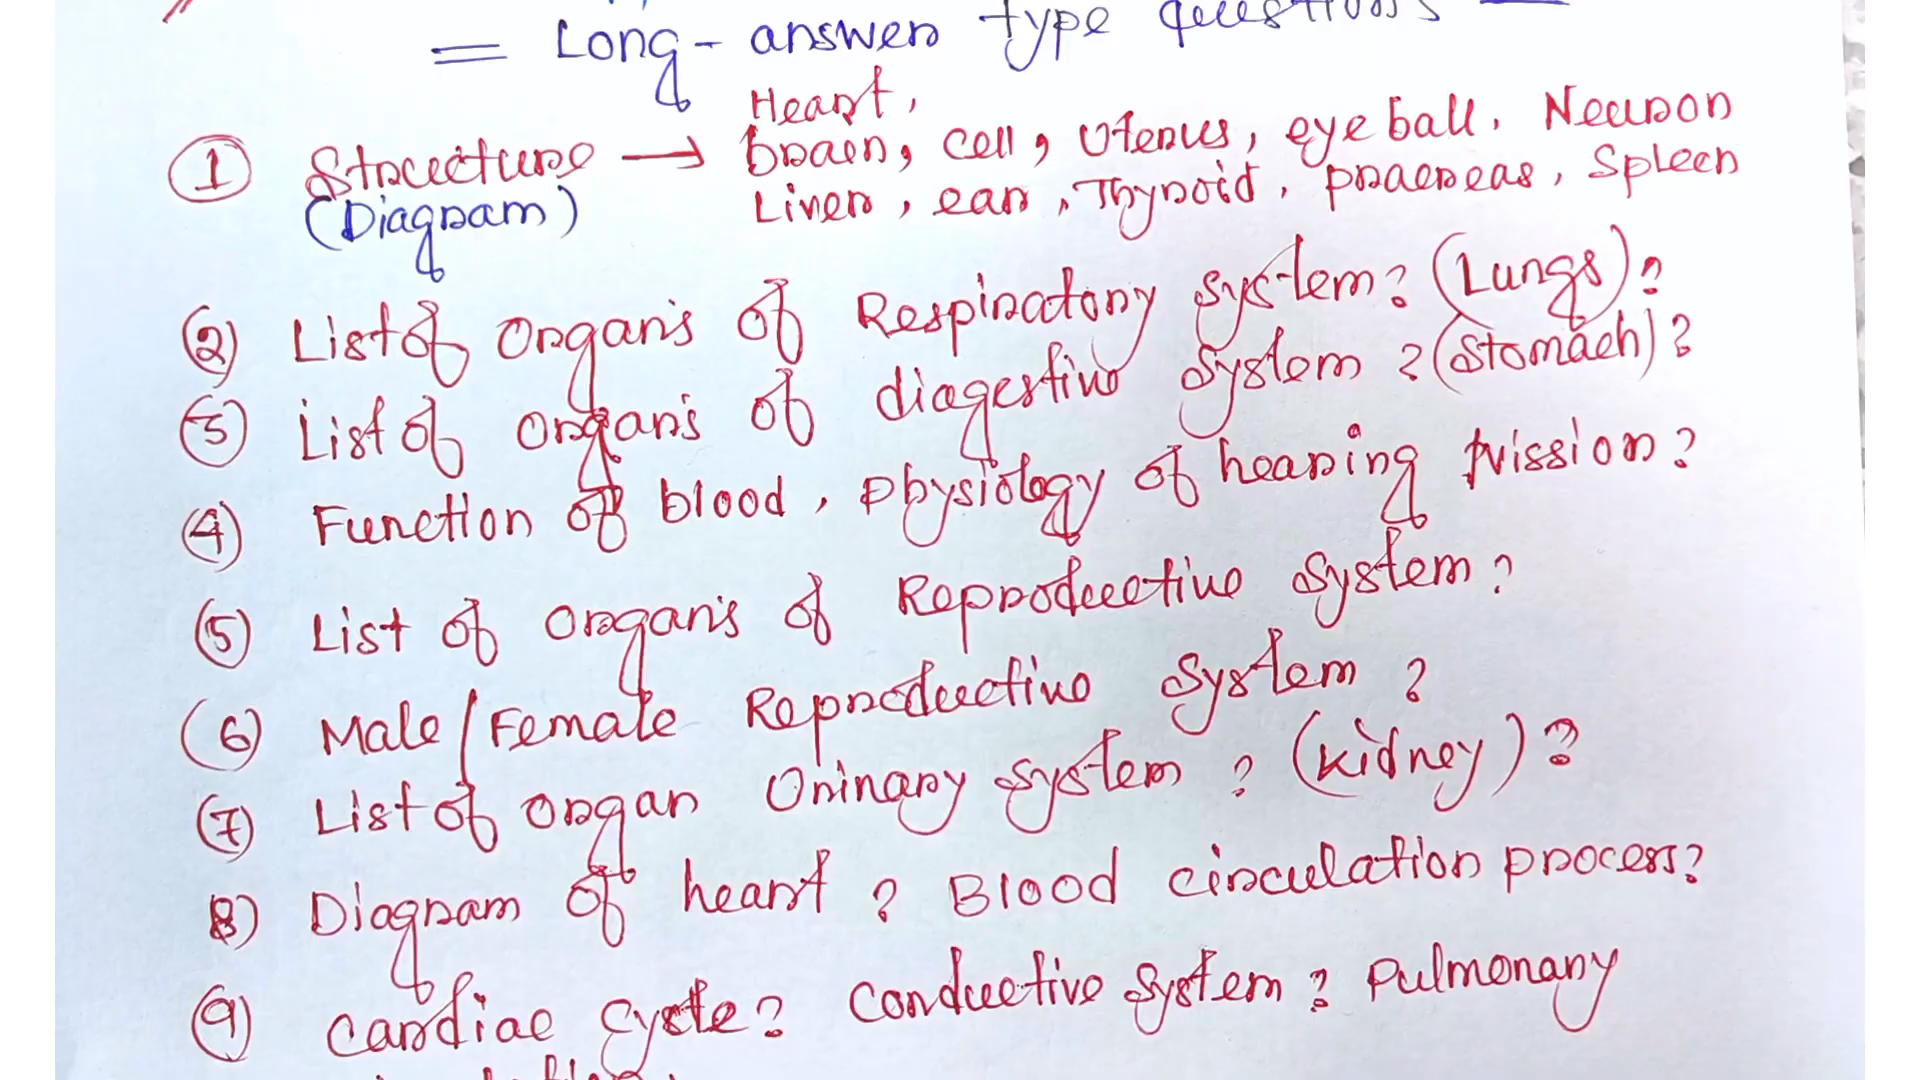 = Long-answer type questions =
Heart,
① Structure → brain, cell, Uterus, eye ball, Neuron
(Diagram) Liver, ear, Thyroid, pancreas, Spleen
(2) List of organ's of Respiratory system? (Lungs)?
(3) List of organ's of diagestive system? (Stomach)?
(4) Function of blood, physiology of hearing vission?
(5) List of organ's of Reproductive system?
(6) Male/Female Reproductive system?
(7) List of organ Urinary system? (kidney)?
8) Diagram of heart? Blood circulation process?
(9) cardiac cycle? Conductive system? Pulmonary